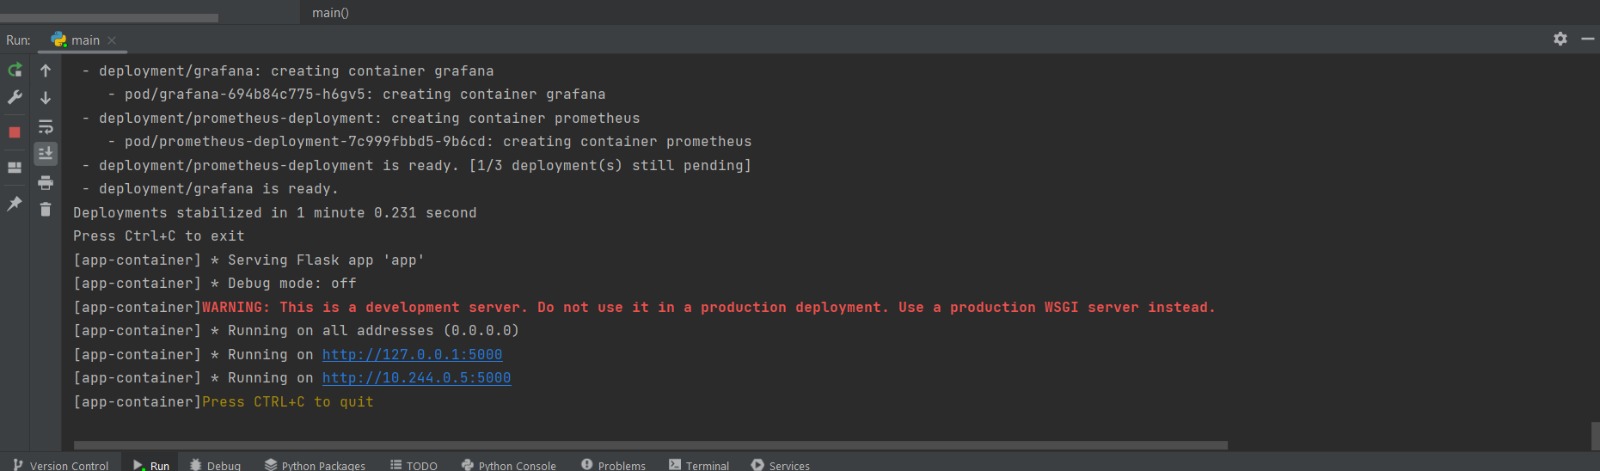 main()
Run: main
- deployment/grafana: creating container grafana
- pod/grafana-694b84c775-h6gv5: creating container grafana
- deployment/prometheus-deployment: creating container prometheus
- pod/prometheus-deployment-7c999fbbd5-9b6cd: creating container prometheus
- deployment/prometheus-deployment is ready. [1/3 deployment(s) still pending]
- deployment/grafana is ready.
Deployments stabilized in 1 minute 0.231 second
Press Ctrl+C to exit
[app-container] * Serving Flask app 'app'
[app-container] * Debug mode: off
[app-container]WARNING: This is a development server. Do not use it in a production deployment. Use a production WSGI server instead.
[app-container] * Running on all addresses (0.0.0.0)
[app-container] * Running on http://127.0.0.1:5000
[app-container] * Running on http://10.244.0.5:5000
[app-container]Press CTRL+C to quit
Version Control Run Debug Python Packages TODO Python Console Problems Terminal Services